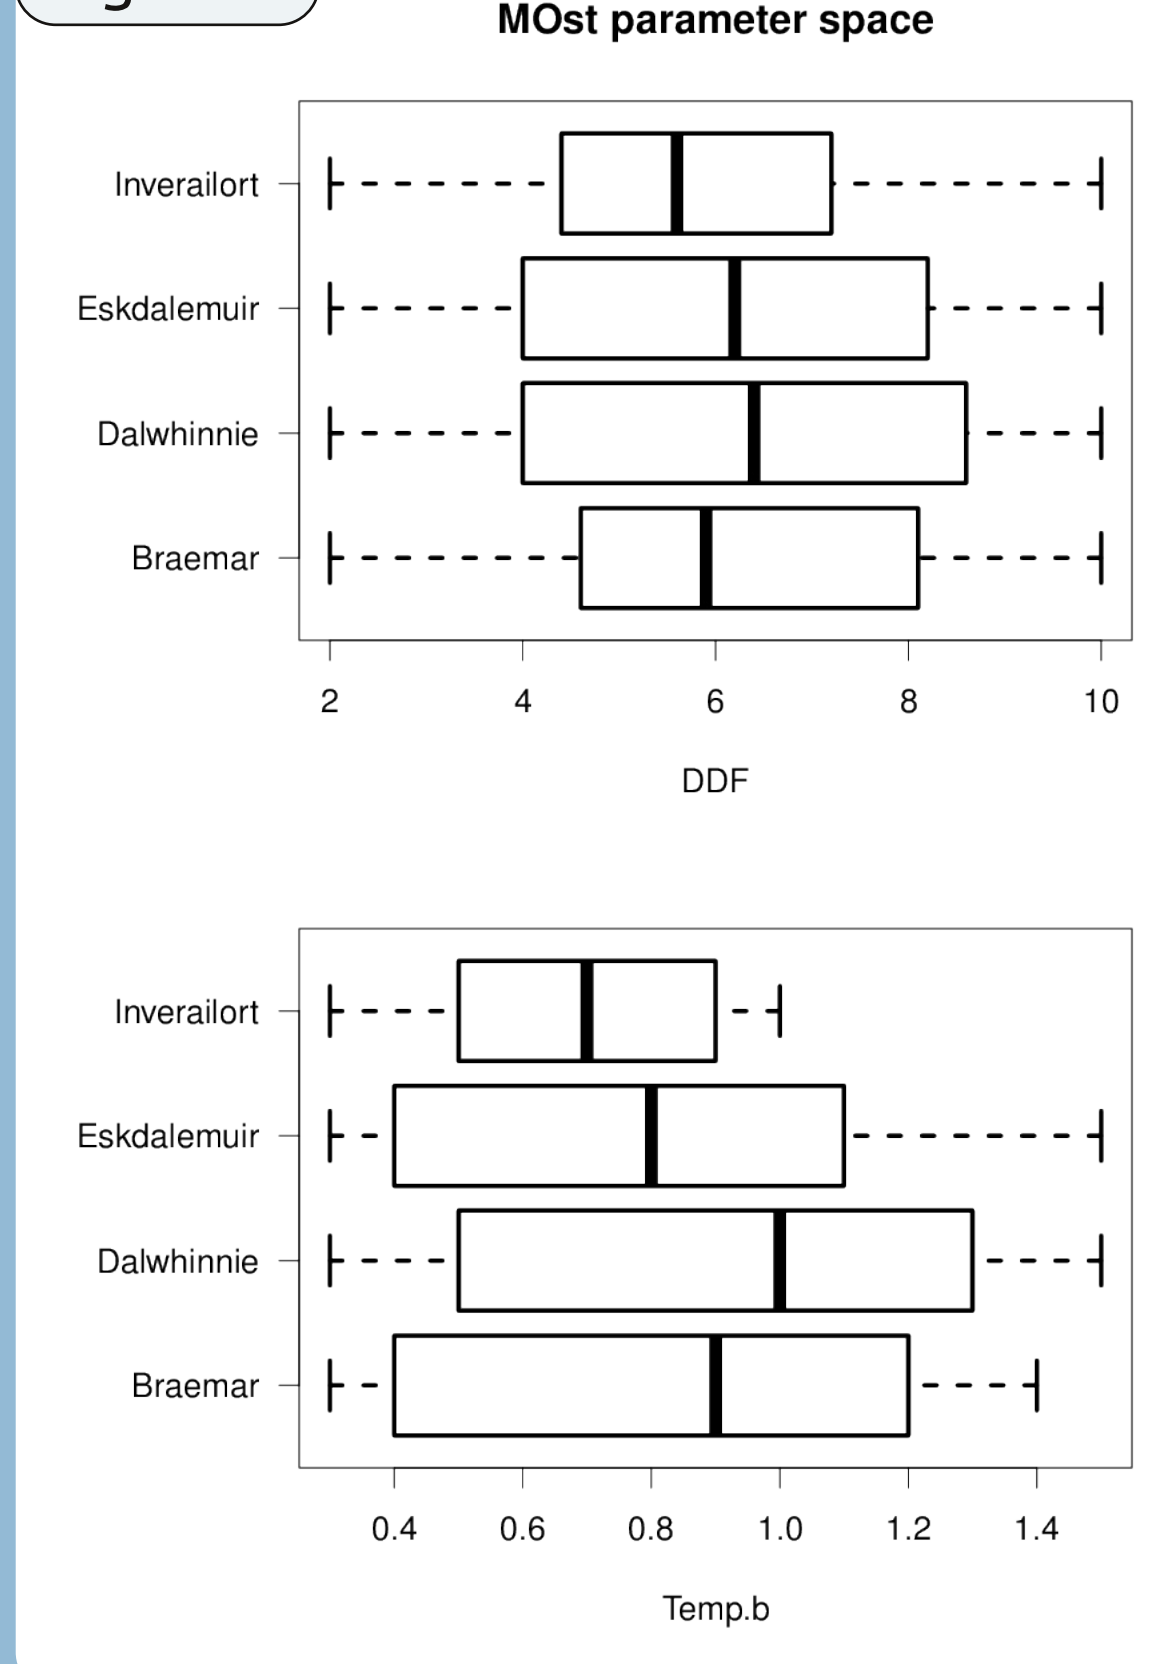 MOst parameter space
Inverailort
Eskdalemuir
Dalwhinnie
Braemar
2 4 6 8 10
DDF
Inverailort
Eskdalemuir
Dalwhinnie
Braemar
0.4 0.6 0.8 1.0 1.2 1.4
Temp.b